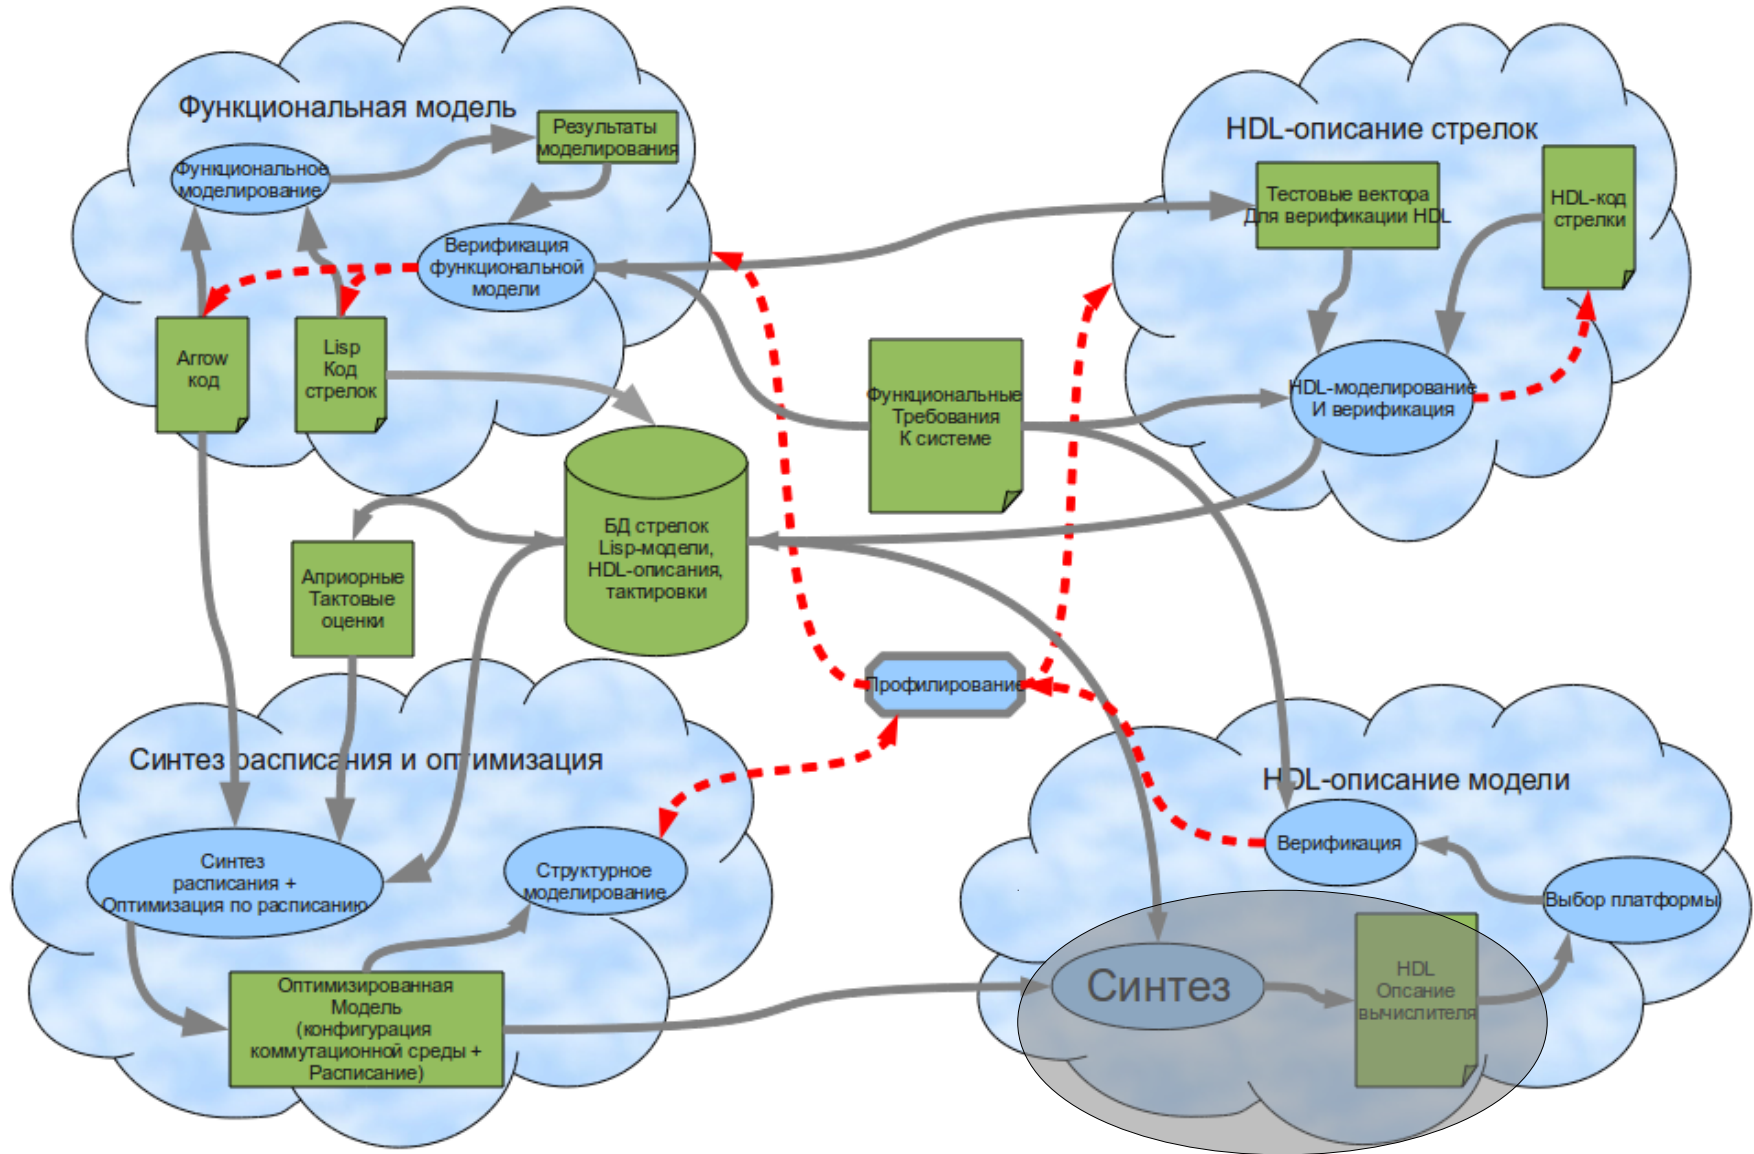 Функциональная модель
Результаты
моделирования
Функциональное
моделирование
Верификация
функциональной
модели
Arrow
код
Lisp
Код
стрелок
HDL-описание стрелок
Тестовые вектора
Для верификации HDL
HDL-код
стрелки
HDL-моделирование
И верификация
Функциональные
Требования
К системе
БД стрелок
Lisp-модели,
HDL-описания,
тактировки
Априорные
Тактовые
оценки
Профилирование
Синтез расписания и оптимизация
Синтез
расписания +
Оптимизация по расписанию
Структурное
моделирование
Оптимизированная
Модель
(конфигурация
коммутационной среды +
Расписание)
HDL-описание модели
Верификация
Выбор платформы
Синтез
HDL
Опсание
вычислителя